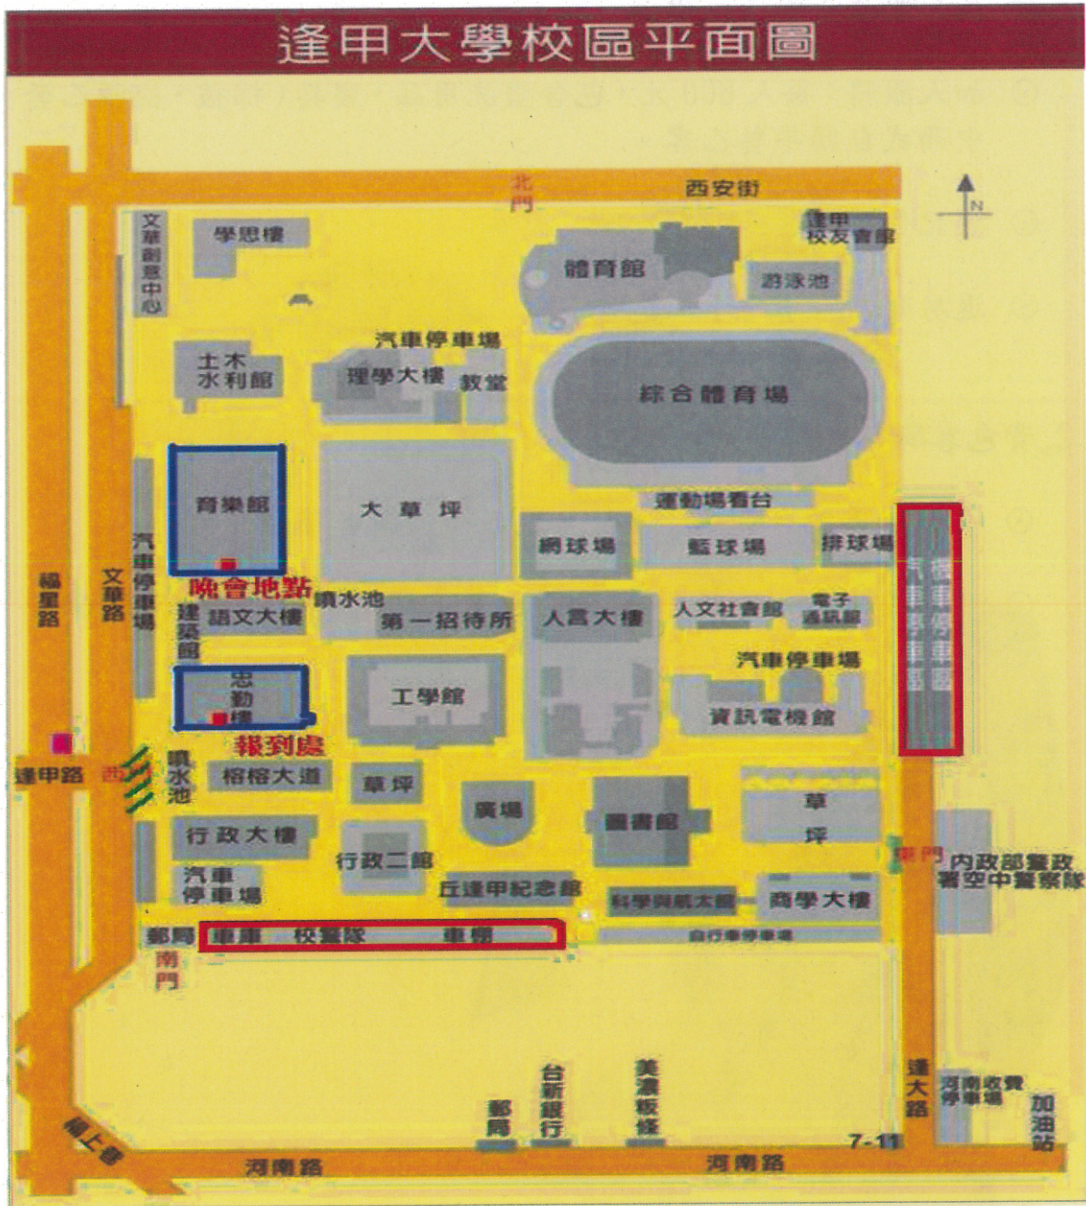 逢甲大學校區平面圖
北門
西安街
N
文華創意中心
學思樓
體育館
逢甲
校友會館
游泳池
汽車停車場
土木
水利館
理學大樓
教堂
綜合體育場
育樂館
大草坪
運動場看台
網球場
籃球場
排球場
汽車停車場
晚會地點
福星路
文華路
建築館
語文大樓
噴水池
第一招待所
人言大樓
人文社會館
電子
通訊館
汽車停車場
忠勤樓
工學館
資訊電機館
報到處
逢甲路
噴水池
榕榕大道
草坪
廣場
圖書館
草坪
行政大樓
行政二館
東門
內政部警政
署空中警察隊
汽車
停車場
丘逢甲紀念館
科學與航太館
商學大樓
郵局
車庫
校警隊
車棚
自行車停車場
南門
逢大路
河南收費
停車場
加油站
郵局
台新銀行
美濃粄條
7-11
福上巷
河南路
河南路